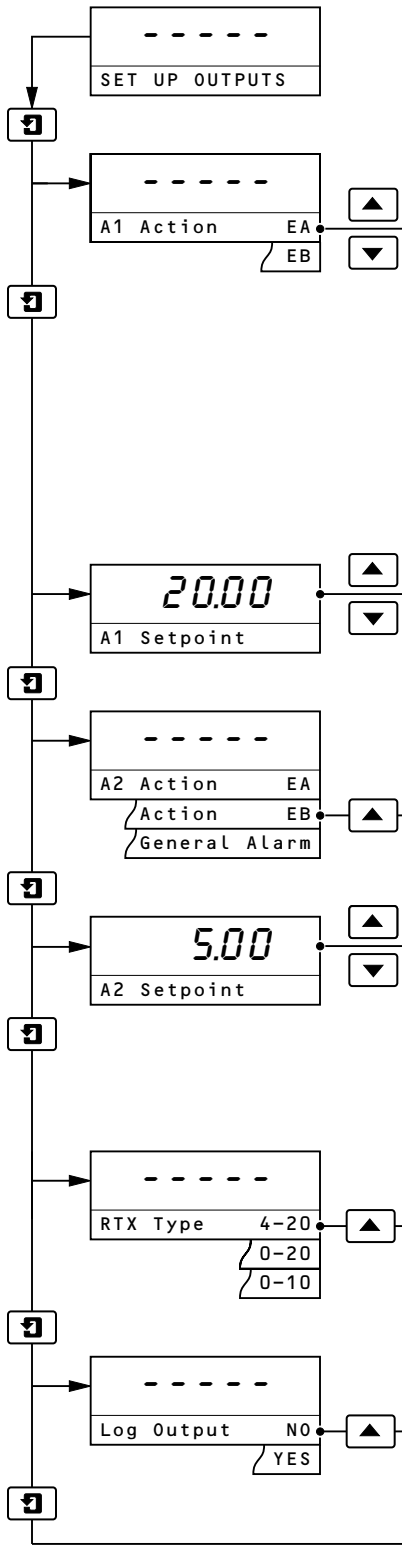 - - - - -
SET UP OUTPUTS
- - - - -
A1 Action EA
EB
20.00
A1 Setpoint
- - - - -
A2 Action EA
Action EB
General Alarm
5.00
A2 Setpoint
- - - - -
RTX Type 4-20
0-20
0-10
- - - - -
Log Output NO
YES